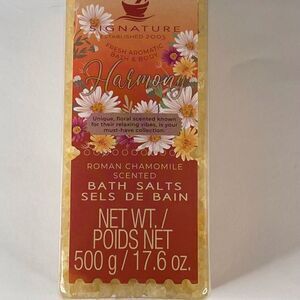 SIGNATURE
ESTABLISHED 2003
FRESH AROMATIC
BATH & BODY
Harmony
Unique, floral scented known
for their relaxing vibes, is your
must-have collection.
ROMAN CHAMOMILE
SCENTED
BATH SALTS
SELS DE BAIN
NET WT. /
POIDS NET
500 g / 17.6 oz.